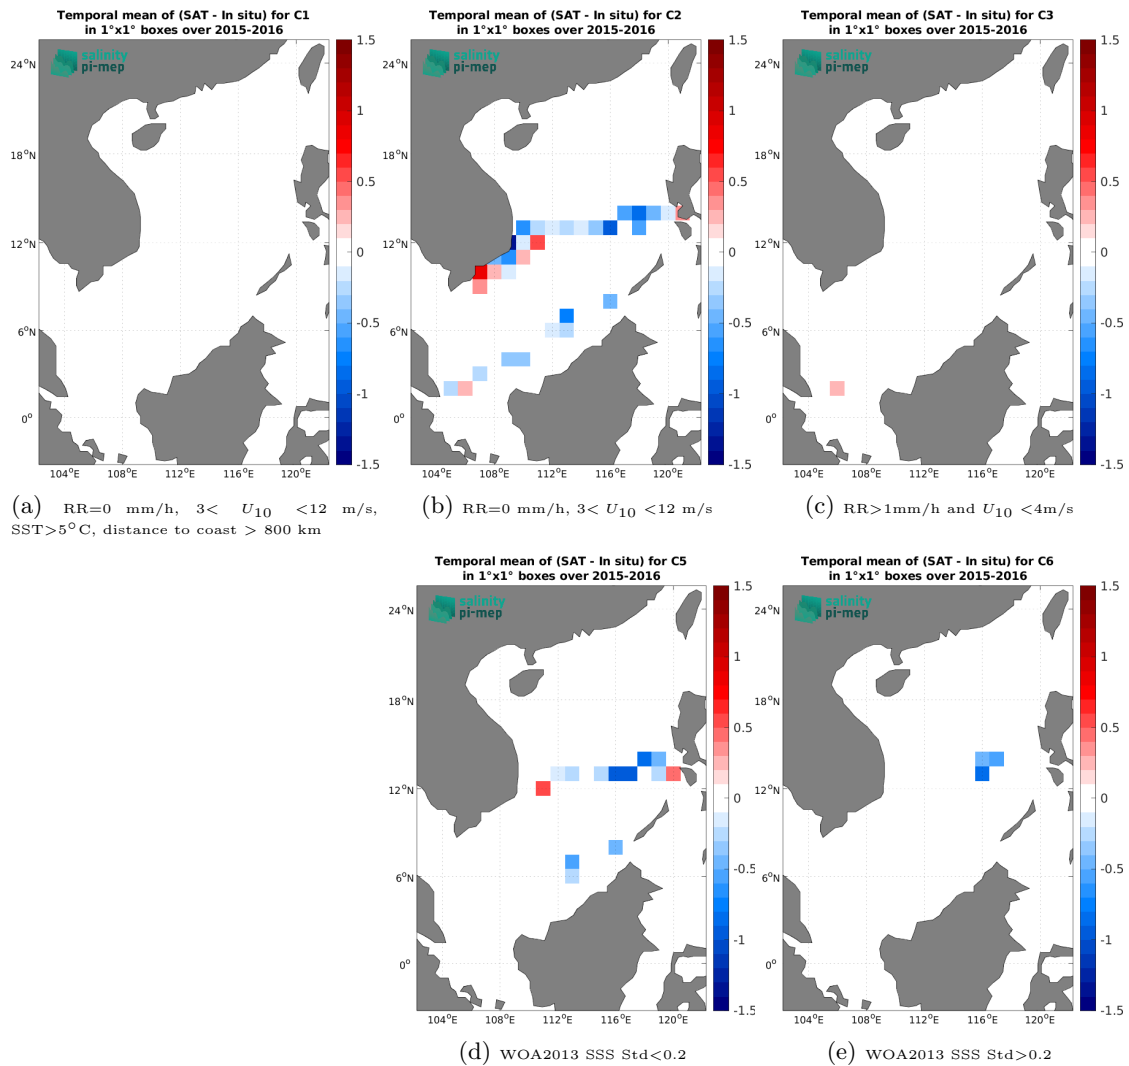 Temporal mean of (SAT - In situ) for C1
in 1°x1° boxes over 2015-2016
salinity
pi-mep
24°N
18°N
12°N
6°N
0°
104°E 108°E 112°E 116°E 120°E
1.5
1
0.5
0
-0.5
-1
-1.5
(a) RR=0 mm/h, 3< U10 <12 m/s,
SST>5°C, distance to coast > 800 km
Temporal mean of (SAT - In situ) for C2
in 1°x1° boxes over 2015-2016
salinity
pi-mep
24°N
18°N
12°N
6°N
0°
104°E 108°E 112°E 116°E 120°E
1.5
1
0.5
0
-0.5
-1
-1.5
(b) RR=0 mm/h, 3< U10 <12 m/s
Temporal mean of (SAT - In situ) for C3
in 1°x1° boxes over 2015-2016
salinity
pi-mep
24°N
18°N
12°N
6°N
0°
104°E 108°E 112°E 116°E 120°E
1.5
1
0.5
0
-0.5
-1
-1.5
(c) RR>1mm/h and U10 <4m/s
Temporal mean of (SAT - In situ) for C5
in 1°x1° boxes over 2015-2016
salinity
pi-mep
24°N
18°N
12°N
6°N
0°
104°E 108°E 112°E 116°E 120°E
1.5
1
0.5
0
-0.5
-1
-1.5
(d) WOA2013 SSS Std<0.2
Temporal mean of (SAT - In situ) for C6
in 1°x1° boxes over 2015-2016
salinity
pi-mep
24°N
18°N
12°N
6°N
0°
104°E 108°E 112°E 116°E 120°E
1.5
1
0.5
0
-0.5
-1
-1.5
(e) WOA2013 SSS Std>0.2